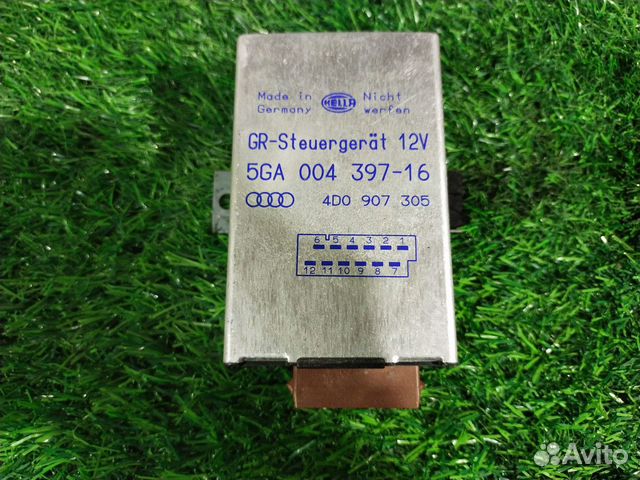 Made in HELLA Nicht
Germany werfen
GR-Steuergerät 12V
5GA 004 397-16
4D0 907 305
6 5 4 3 2 1
12 11 10 9 8 7
Avito